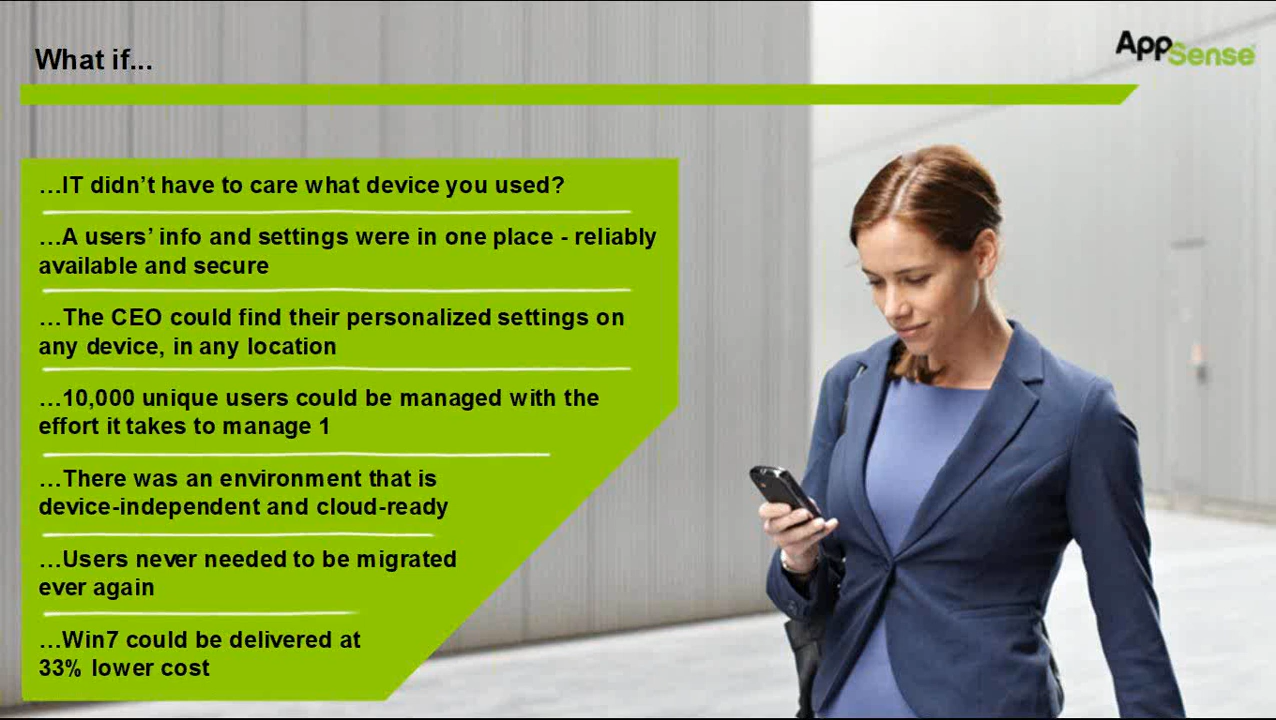 What if...
AppSense
...IT didn't have to care what device you used?
...A users' info and settings were in one place - reliably
available and secure
...The CEO could find their personalized settings on
any device, in any location
...10,000 unique users could be managed with the
effort it takes to manage 1
...There was an environment that is
device-independent and cloud-ready
...Users never needed to be migrated
ever again
...Win7 could be delivered at
33% lower cost